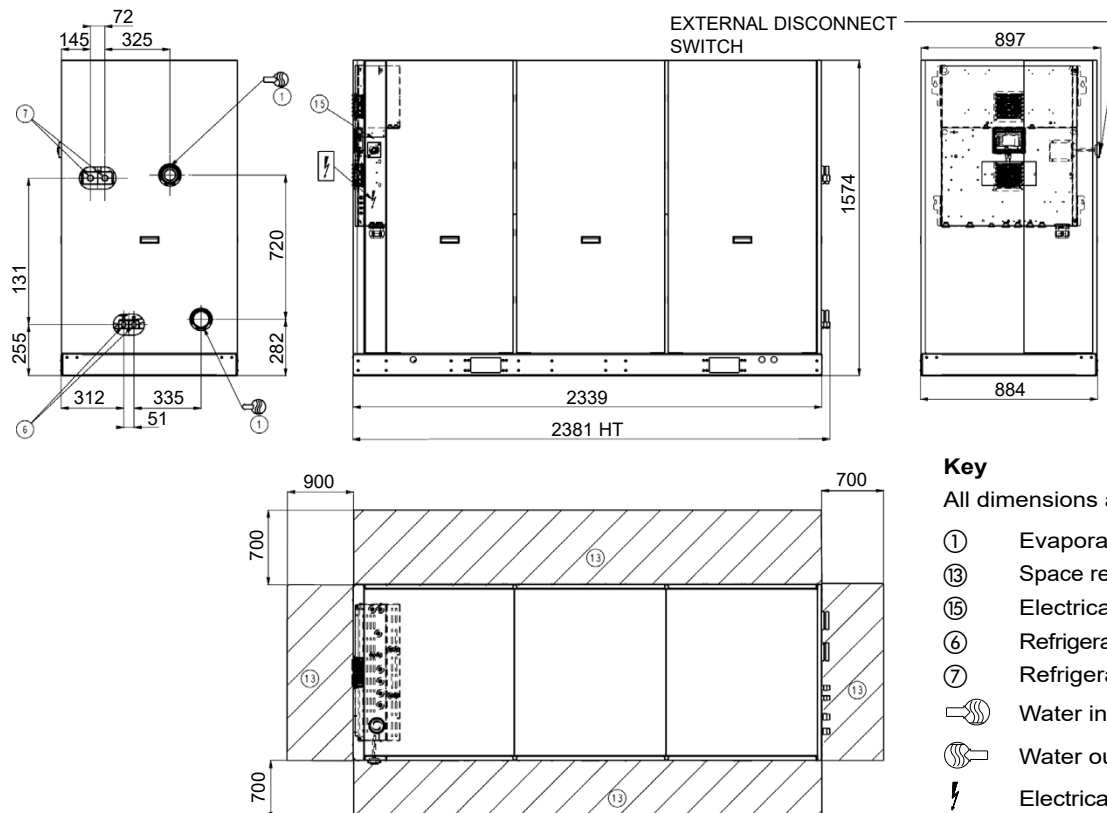 EXTERNAL DISCONNECT
SWITCH
72
145
325
897
7
1
15
1574
131
720
255
282
312
335
51
6
1
2339
2381 HT
884
900
700
700
13
13
13
700
13
Key
All dimensions a
1 Evapora
13 Space re
15 Electrica
6 Refrigera
7 Refrigera
Water in
Water ou
Electrica